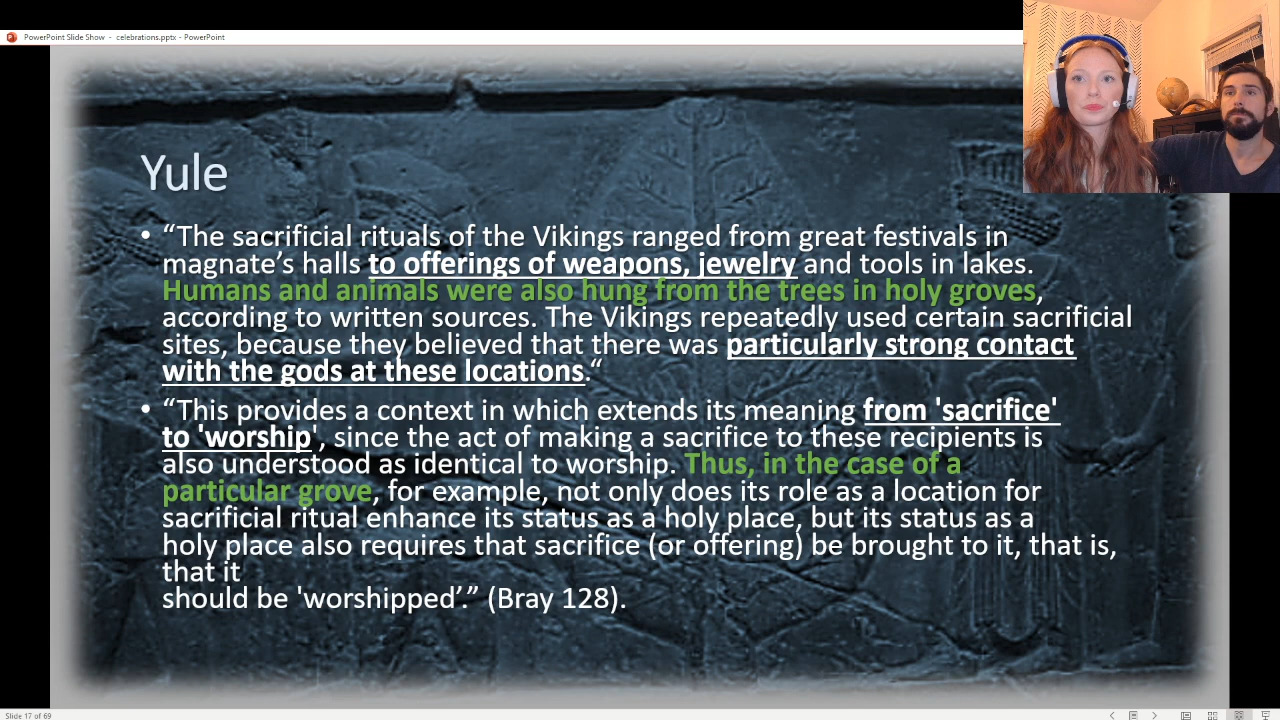 PowerPoint Slide Show - celebrations.pptx - PowerPoint
Yule
• “The sacrificial rituals of the Vikings ranged from great festivals in
magnate’s halls to offerings of weapons, jewelry and tools in lakes.
Humans and animals were also hung from the trees in holy groves,
according to written sources. The Vikings repeatedly used certain sacrificial
sites, because they believed that there was particularly strong contact
with the gods at these locations.“
• “This provides a context in which extends its meaning from 'sacrifice'
to 'worship', since the act of making a sacrifice to these recipients is
also understood as identical to worship. Thus, in the case of a
particular grove, for example, not only does its role as a location for
sacrificial ritual enhance its status as a holy place, but its status as a
holy place also requires that sacrifice (or offering) be brought to it, that is,
that it
should be 'worshipped’.” (Bray 128).
Slide 17 of 69